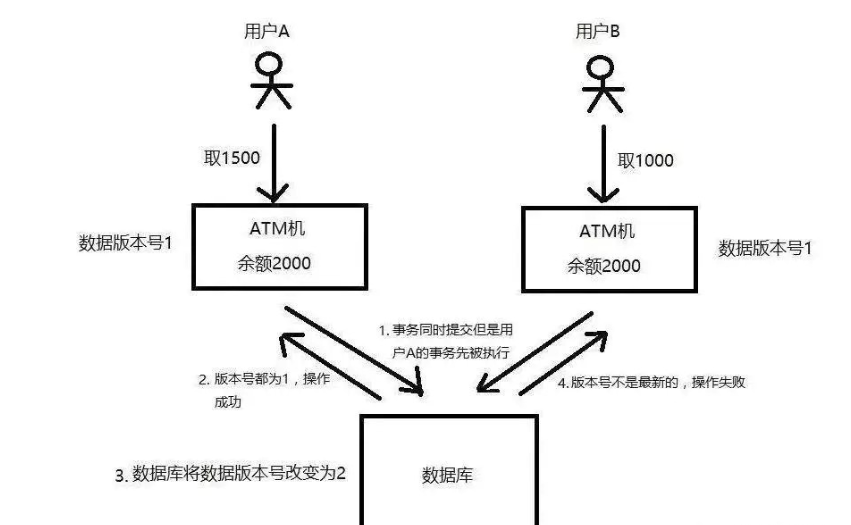 用户A
用户B
取1500
取1000
数据版本号1
ATM机
余额2000
ATM机
余额2000
数据版本号1
1. 事务同时提交但是用
户A的事务先被执行
2. 版本号都为1，操作
成功
4.版本号不是最新的，操作失败
3. 数据库将数据版本号改变为2
数据库